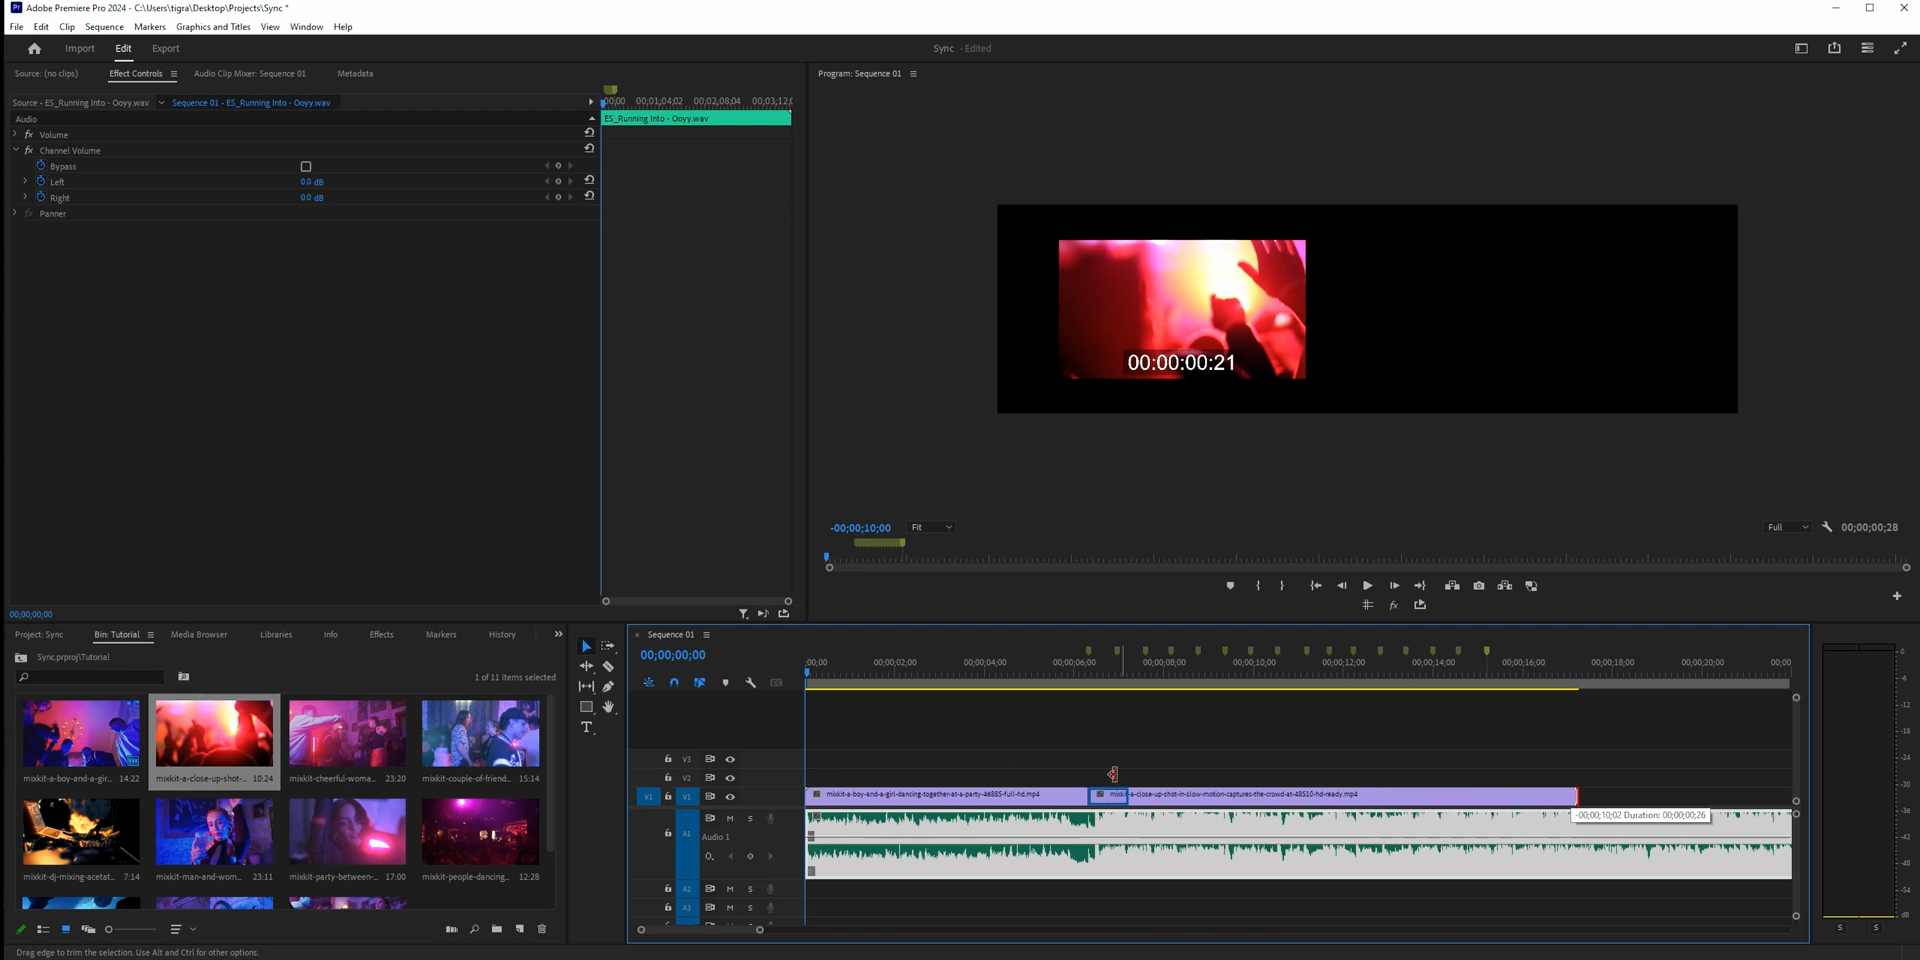 Adobe Premiere Pro 2024 - C:\Users\tigra\Desktop\Projects\Sync *
File Edit Clip Sequence Markers Graphics and Titles View Window Help
Import Edit Export
Sync - Edited
Source: (no clips) Effect Controls Audio Clip Mixer: Sequence 01 Metadata
Program: Sequence 01
Source - ES_Running Into - Ooyy.wav Sequence 01 - ES_Running Into - Ooyy.wav
00;00 00;01;04;02 00;02;08;04 00;03;12;0
Audio
ES_Running Into - Ooyy.wav
fx Volume
fx Channel Volume
Bypass
Left 0.0 dB
Right 0.0 dB
fx Panner
00:00:00:21
-00;00;10;00 Fit Full 00;00;00;28
00;00;00;00
Project: Sync Bin: Tutorial Media Browser Libraries Info Effects Markers History
Sync.prproj\Tutorial
1 of 11 items selected
mixkit-a-boy-and-a-gir... 14:22
mixkit-a-close-up-shot-... 10:24
mixkit-cheerful-woma... 23:20
mixkit-couple-of-friend... 15:14
mixkit-dj-mixing-acetat... 7:14
mixkit-man-and-wom... 23:11
mixkit-party-between-... 17:00
mixkit-people-dancing... 12:28
Sequence 01
00;00;00;00
;00;00 00;00;02;00 00;00;04;00 00;00;06;00 00;00;08;00 00;00;10;00 00;00;12;00 00;00;14;00 00;00;16;00 00;00;18;00 00;00;20;00 00;00
V3
V2
V1 V1
mixkit-a-boy-and-a-girl-dancing-together-at-a-party-46885-full-hd.mp4
mixkit-a-close-up-shot-in-slow-motion-captures-the-crowd-at-48510-hd-ready.mp4
-00;00;10;02 Duration: 00;00;00;26
A1 M S
Audio 1
A2 M S
A3 M S
0
-6
-12
-18
-24
-30
-36
-42
-48
-54
dB
S S
Drag edge to trim the selection. Use Alt and Ctrl for other options.